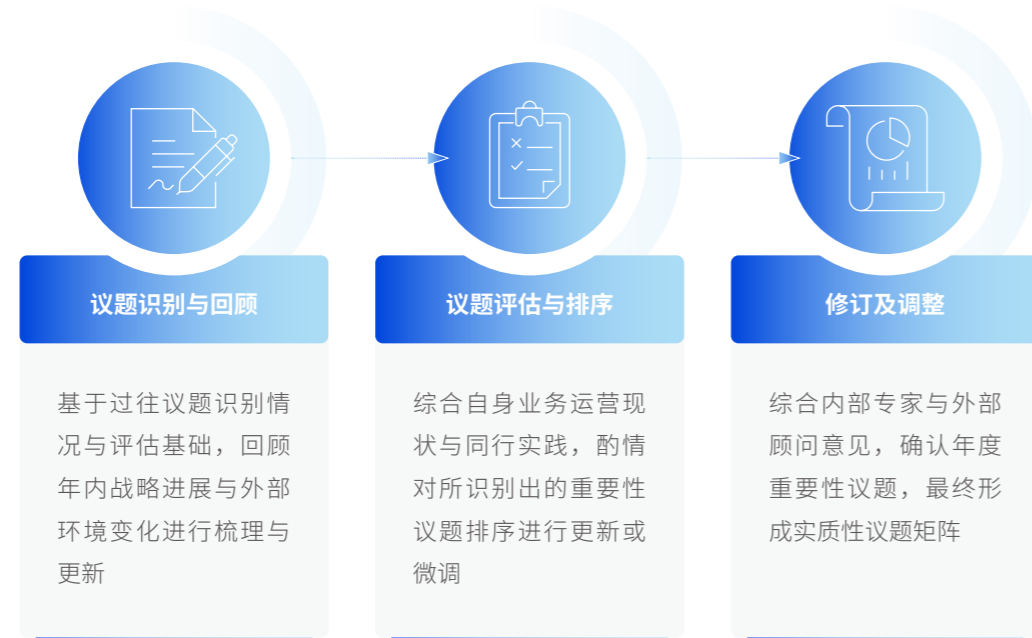 议题识别与回顾
基于过往议题识别情
况与评估基础，回顾
年内战略进展与外部
环境变化进行梳理与
更新
议题评估与排序
综合自身业务运营现
状与同行实践，酌情
对所识别出的重要性
议题排序进行更新或
微调
修订及调整
综合内部专家与外部
顾问意见，确认年度
重要性议题，最终形
成实质性议题矩阵